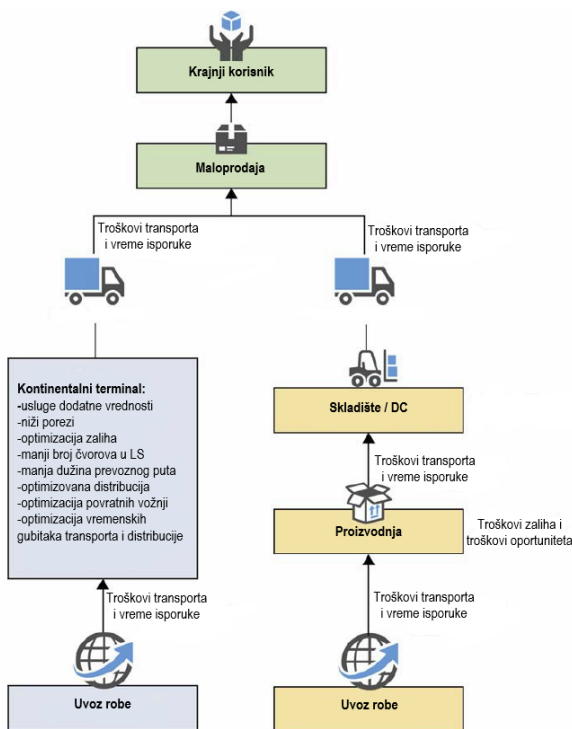 Krajnji korisnik
Maloprodaja
Troškovi transporta
i vreme isporuke
Troškovi transporta
i vreme isporuke
Kontinentalni terminal:
-usluge dodatne vrednosti
-niži porezi
-optimizacija zaliha
-manji broj čvorova u LS
-manja dužina prevoznog puta
-optimizovana distribucija
-optimizacija povratnih vožnji
-optimizacija vremenskih
gubitaka transporta i distribucije
Troškovi transporta
i vreme isporuke
Uvoz robe
Skladište / DC
Troškovi transporta
i vreme isporuke
Proizvodnja
Troškovi zaliha i
troškovi oportuniteta
Troškovi transporta
i vreme isporuke
Uvoz robe